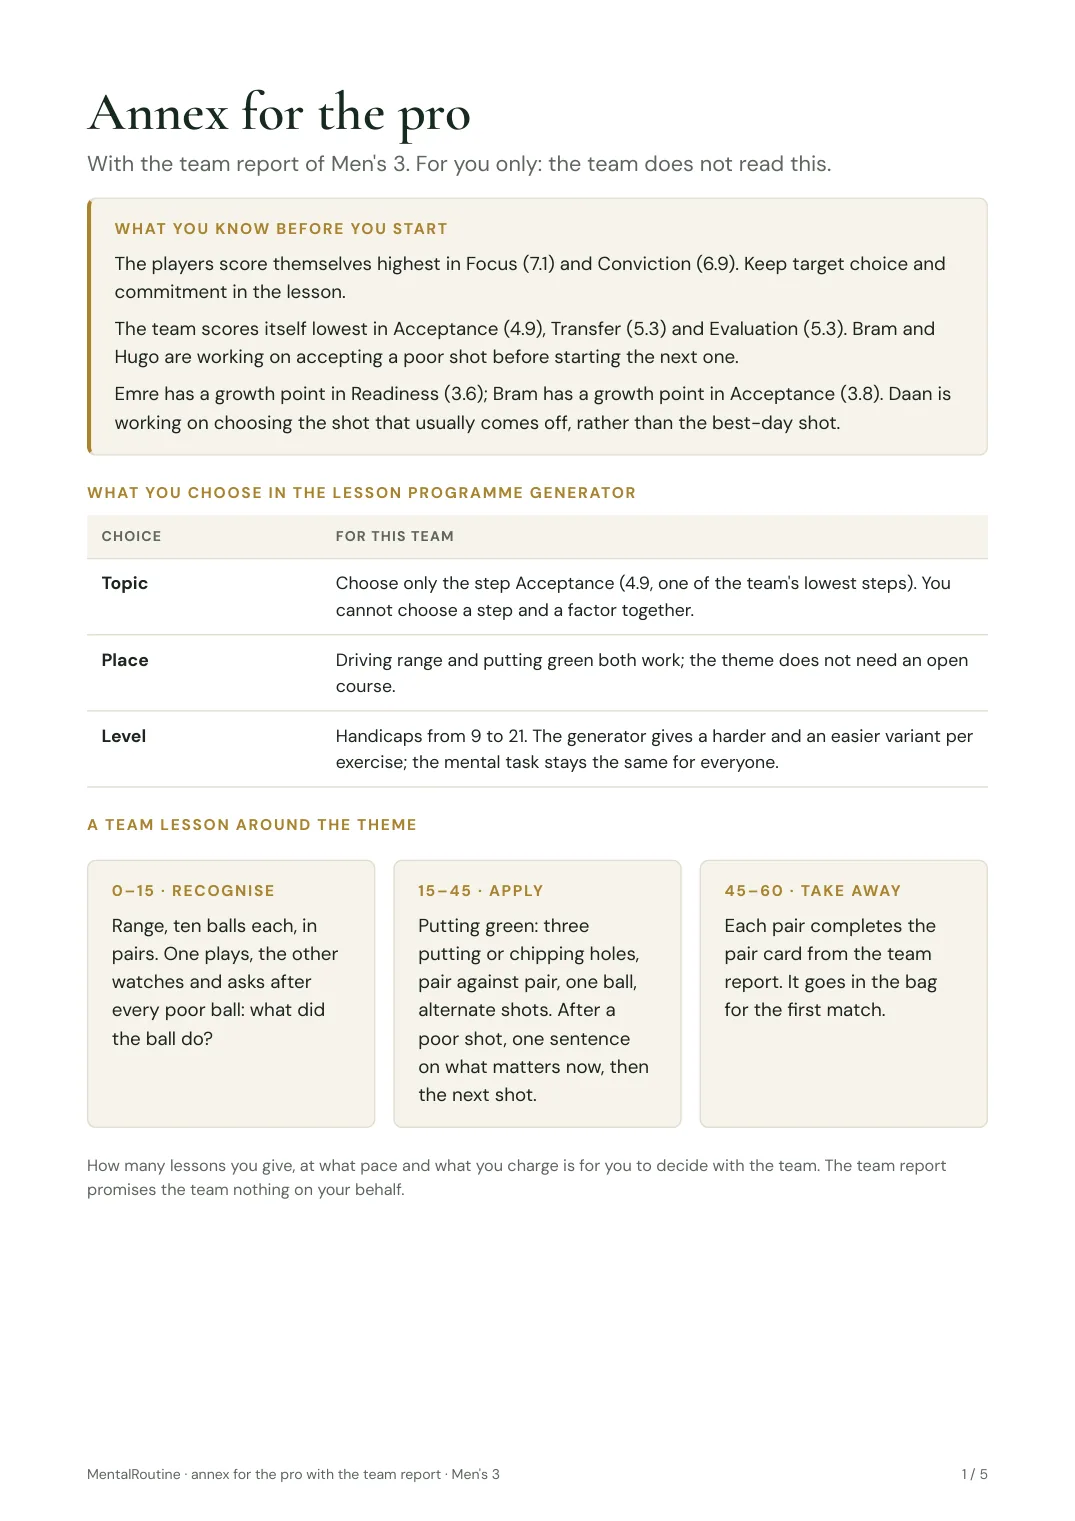 Annex for the pro
With the team report of Men's 3. For you only: the team does not read this.
WHAT YOU KNOW BEFORE YOU START
The players score themselves highest in Focus (7.1) and Conviction (6.9). Keep target choice and
commitment in the lesson.
The team scores itself lowest in Acceptance (4.9), Transfer (5.3) and Evaluation (5.3). Bram and
Hugo are working on accepting a poor shot before starting the next one.
Emre has a growth point in Readiness (3.6); Bram has a growth point in Acceptance (3.8). Daan is
working on choosing the shot that usually comes off, rather than the best-day shot.
WHAT YOU CHOOSE IN THE LESSON PROGRAMME GENERATOR
CHOICE
FOR THIS TEAM
Topic
Choose only the step Acceptance (4.9, one of the team's lowest steps). You
cannot choose a step and a factor together.
Place
Driving range and putting green both work; the theme does not need an open
course.
Level
Handicaps from 9 to 21. The generator gives a harder and an easier variant per
exercise; the mental task stays the same for everyone.
A TEAM LESSON AROUND THE THEME
0–15 · RECOGNISE
Range, ten balls each, in
pairs. One plays, the other
watches and asks after
every poor ball: what did
the ball do?
15–45 · APPLY
Putting green: three
putting or chipping holes,
pair against pair, one ball,
alternate shots. After a
poor shot, one sentence
on what matters now, then
the next shot.
45–60 · TAKE AWAY
Each pair completes the
pair card from the team
report. It goes in the bag
for the first match.
How many lessons you give, at what pace and what you charge is for you to decide with the team. The team report
promises the team nothing on your behalf.
MentalRoutine · annex for the pro with the team report · Men's 3
1 / 5